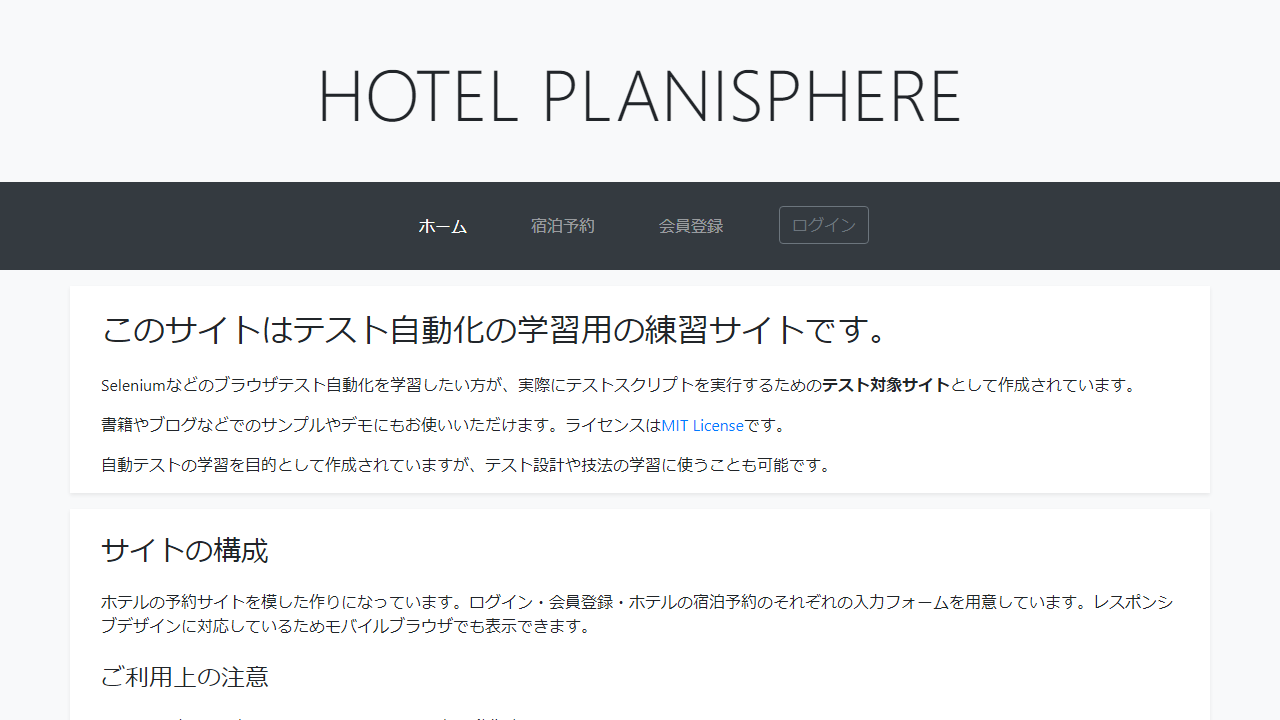 HOTEL PLANISPHERE
ホーム 宿泊予約 会員登録 ログイン
このサイトはテスト自動化の学習用の練習サイトです。
Seleniumなどのブラウザテスト自動化を学習したい方が、実際にテストスクリプトを実行するためのテスト対象サイトとして作成されています。
書籍やブログなどでのサンプルやデモにもお使いいただけます。ライセンスはMIT Licenseです。
自動テストの学習を目的として作成されていますが、テスト設計や技法の学習に使うことも可能です。
サイトの構成
ホテルの予約サイトを模した作りになっています。ログイン・会員登録・ホテルの宿泊予約のそれぞれの入力フォームを用意しています。レスポンシ
ブデザインに対応しているためモバイルブラウザでも表示できます。
ご利用上の注意